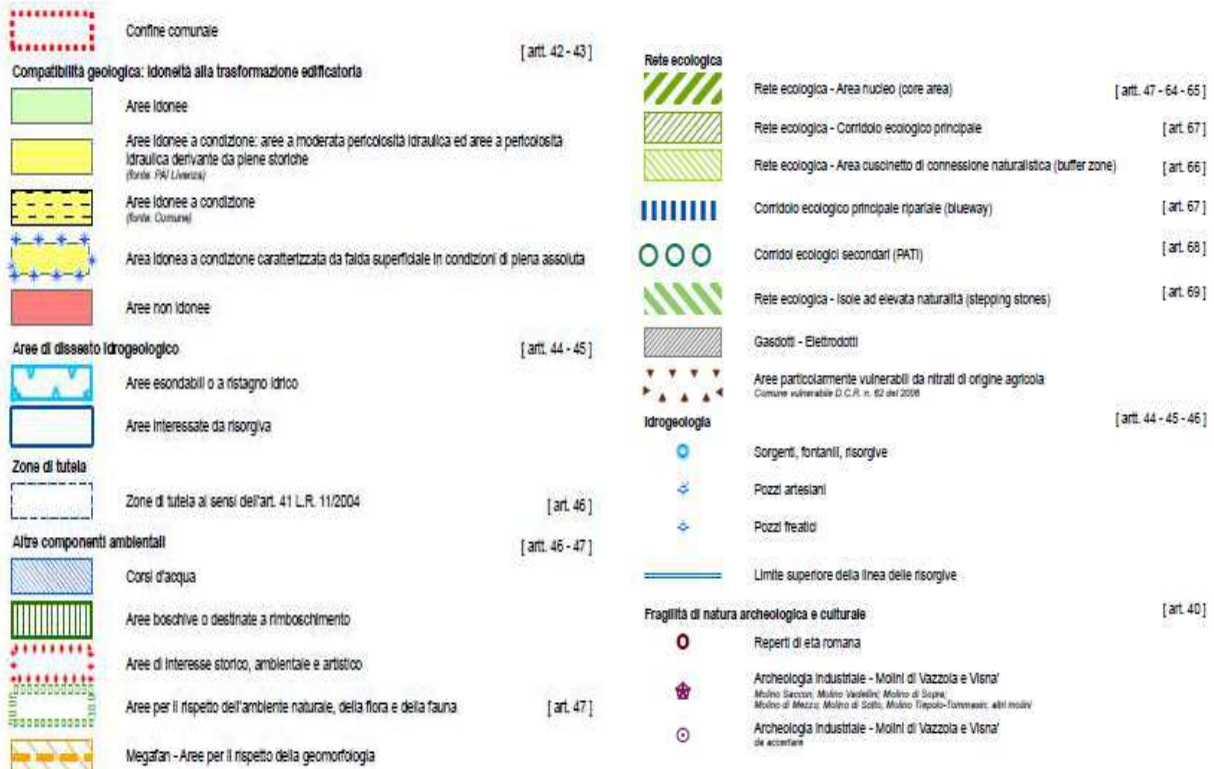 Confine comunale
[ artt. 42 - 43 ]
Compatibilità geologica: Idoneità alla trasformazione edificatoria
Aree Idonee
Aree Idonee a condizione: aree a moderata pericolosità idraulica ed aree a pericolosità
Idraulica derivante da piene storiche
(fonte: PAI Livenza)
Aree Idonee a condizione
(fonte: Comune)
Area Idonea a condizione caratterizzata da falda superficiale in condizioni di piena assoluta
Aree non Idonee
Aree di dissesto Idrogeologico
[ artt. 44 - 45 ]
Aree esondabili o a ristagno idrico
Aree Interessate da risorgiva
Zone di tutela
Zone di tutela ai sensi dell'art. 41 L.R. 11/2004
[ art. 46 ]
Altre componenti ambientali
[ artt. 46 - 47 ]
Corsi d'acqua
Aree boschive o destinate a rimboschimento
Aree di Interesse storico, ambientale e artistico
Aree per il rispetto dell'ambiente naturale, della flora e della fauna
[ art. 47 ]
Megafan - Aree per il rispetto della geomorfologia
Rete ecologica
Rete ecologica - Area nucleo (core area)
[ artt. 47 - 64 - 65 ]
Rete ecologica - Corridoio ecologico principale
[ art. 67 ]
Rete ecologica - Area cuscinetto di connessione naturalistica (buffer zone)
[ art. 66 ]
Corridoio ecologico principale ripariale (blueway)
[ art. 67 ]
Corridoi ecologici secondari (PATI)
[ art. 68 ]
Rete ecologica - Isole ad elevata naturalità (stepping stones)
[ art. 69 ]
Gasdotti - Elettrodotti
Aree particolarmente vulnerabili da nitrati di origine agricola
Comune vulnerabile D.C.R. n. 62 del 2006
Idrogeologia
[ artt. 44 - 45 - 46 ]
Sorgenti, fontanili, risorgive
Pozzi artesiani
Pozzi freatici
Limite superiore della linea delle risorgive
Fragilità di natura archeologica e culturale
[ art. 40 ]
Reperti di età romana
Archeologia Industriale - Molini di Vazzola e Visna'
Molino Saccon; Molino Vadellini; Molino di Sopra;
Molino di Mezzo; Molino di Sotto; Molino Tiepolo-Tommasin; altri molini
Archeologia Industriale - Molini di Vazzola e Visna'
da accertare